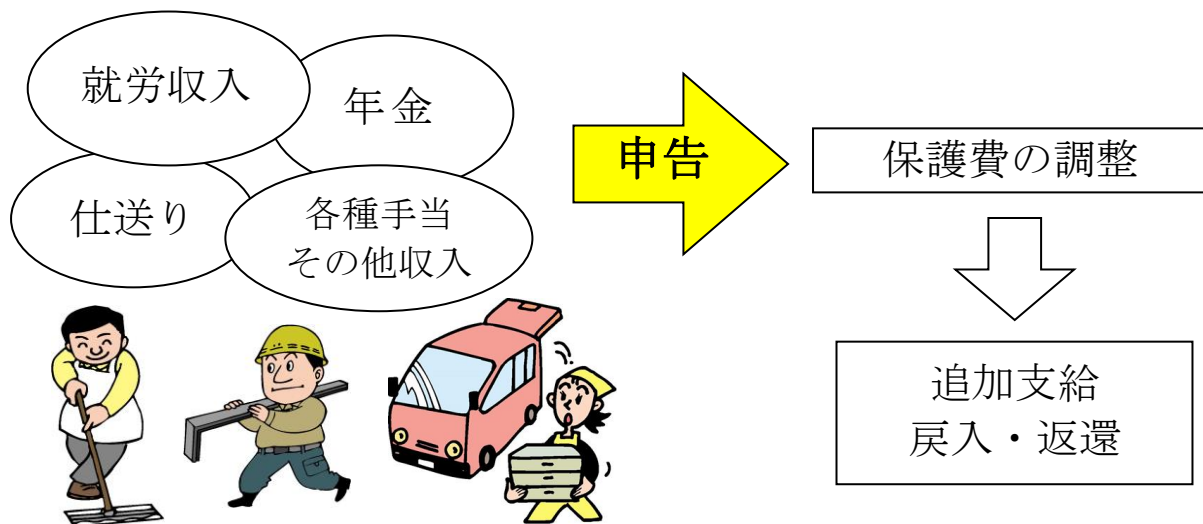 就労収入
年金
仕送り
各種手当
その他収入
申告
保護費の調整
追加支給
戻入・返還